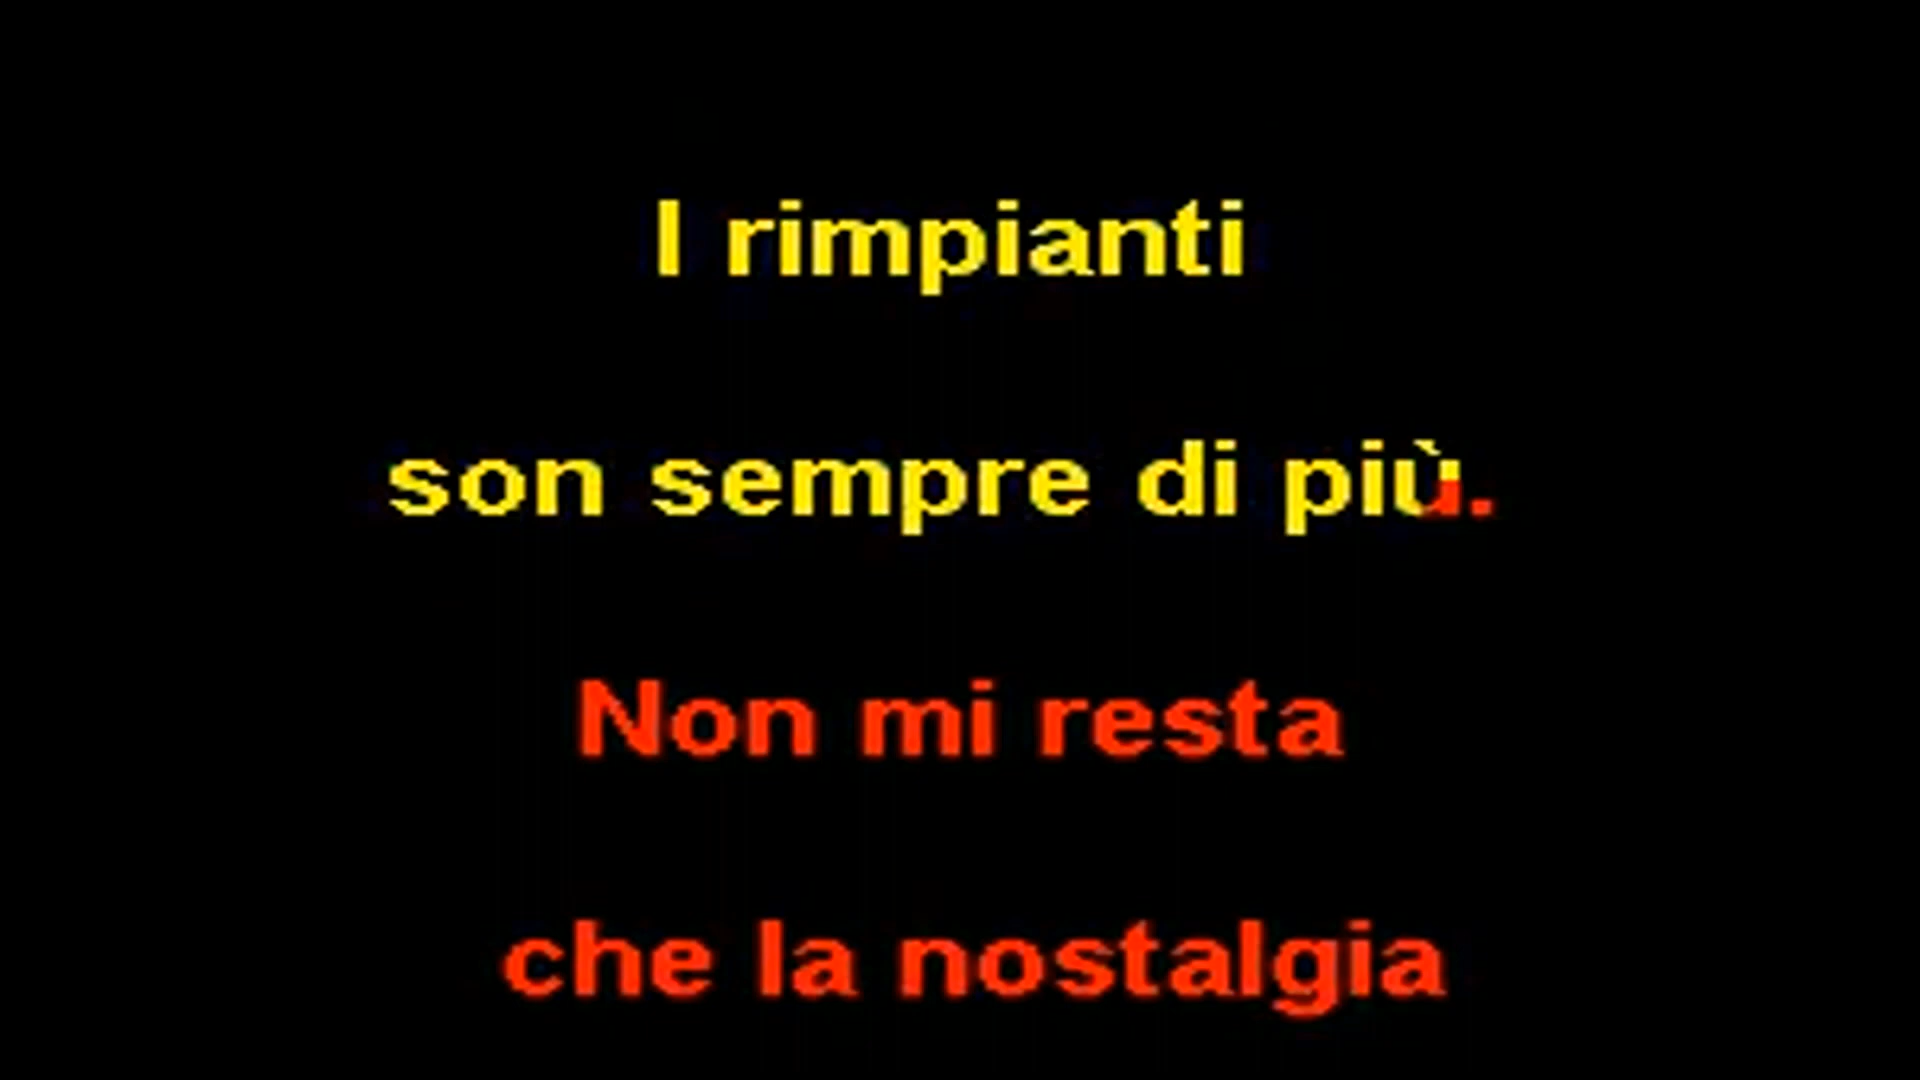 I rimpianti
son sempre di più.
Non mi resta
che la nostalgia